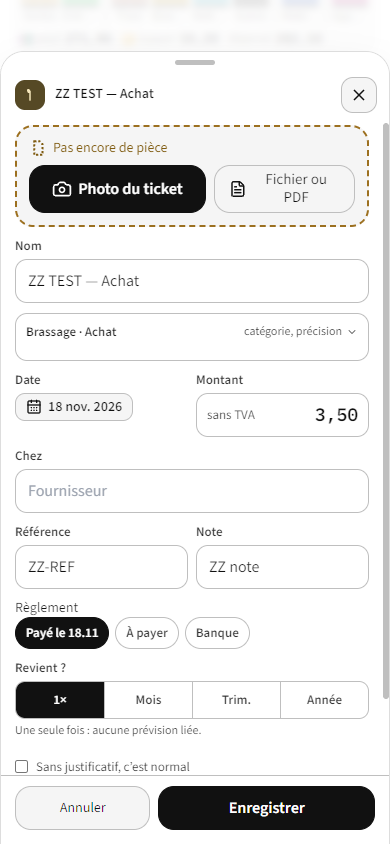 ZZ TEST — Achat
Pas encore de pièce
Photo du ticket
Fichier ou
PDF
Nom
ZZ TEST — Achat
Brassage · Achat
catégorie, précision
Date
Montant
18 nov. 2026
sans TVA
3,50
Chez
Fournisseur
Référence
Note
ZZ-REF
ZZ note
Règlement
Payé le 18.11
À payer
Banque
Revient ?
1×
Mois
Trim.
Année
Une seule fois : aucune prévision liée.
Sans justificatif, c’est normal
Annuler
Enregistrer